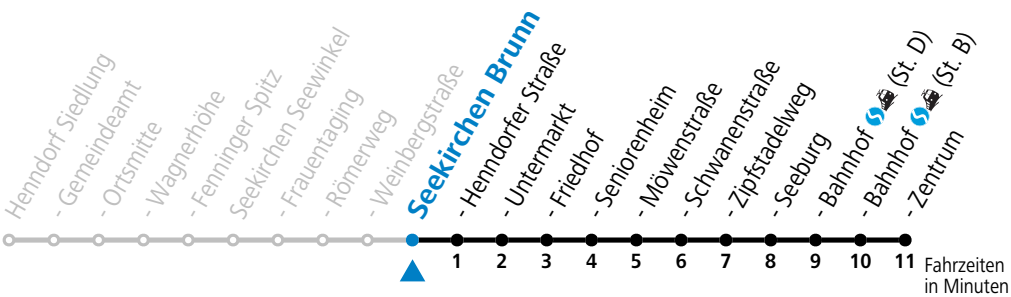 Henndorf Siedlung
- Gemeindeamt
- Ortsmitte
- Wagnerhöhe
- Fenninger Spitz
Seekirchen Seewinkel
- Frauentaging
- Römerweg
- Weinbergstraße
Seekirchen Brunn
- Henndorfer Straße
- Untermarkt
- Friedhof
- Seniorenheim
- Möwenstraße
- Schwanenstraße
- Zipfstadelweg
- Seeburg
- Bahnhof (St. D)
- Bahnhof (St. B)
- Zentrum
1 2 3 4 5 6 7 8 9 10 11
Fahrzeiten
in Minuten